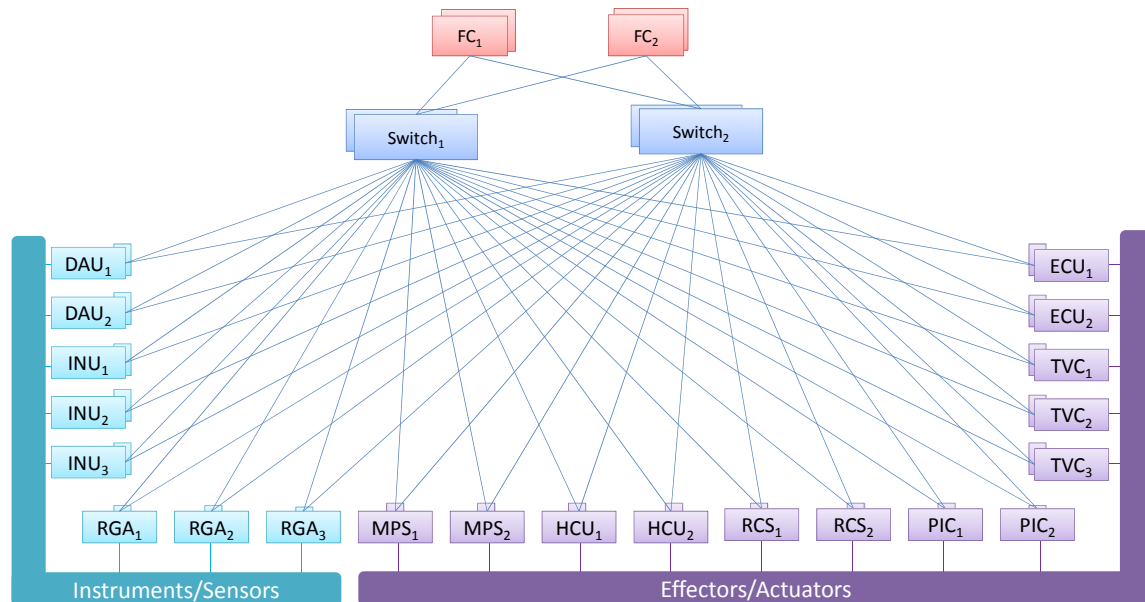 FC₁
FC₂
Switch₁
Switch₂
DAU₁
DAU₂
INU₁
INU₂
INU₃
ECU₁
ECU₂
TVC₁
TVC₂
TVC₃
RGA₁
RGA₂
RGA₃
MPS₁
MPS₂
HCU₁
HCU₂
RCS₁
RCS₂
PIC₁
PIC₂
Instruments/Sensors
Effectors/Actuators